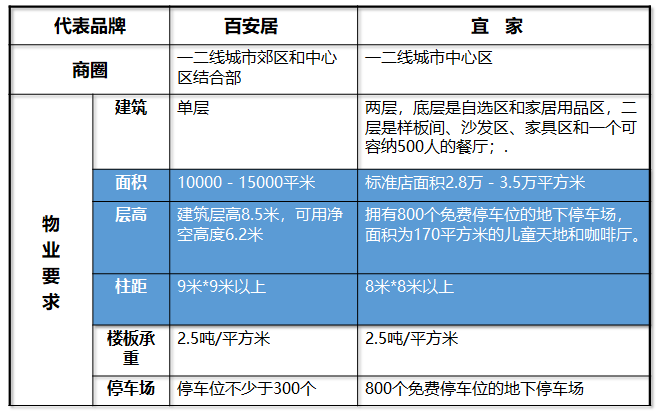 代表品牌 百安居 宜 家
商圈 一二线城市郊区和中心
区结合部 一二线城市中心区
物业要求
建筑 单层 两层，底层是自选区和家居用品区，二
层是样板间、沙发区、家具区和一个可
容纳500人的餐厅；.
面积 10000－15000平米 标准店面积2.8万－3.5万平方米
层高 建筑层高8.5米，可用净
空高度6.2米 拥有800个免费停车位的地下停车场，
面积为170平方米的儿童天地和咖啡厅。
柱距 9米*9米以上 8米*8米以上
楼板承
重 2.5吨/平方米 2.5吨/平方米
停车场 停车位不少于300个 800个免费停车位的地下停车场